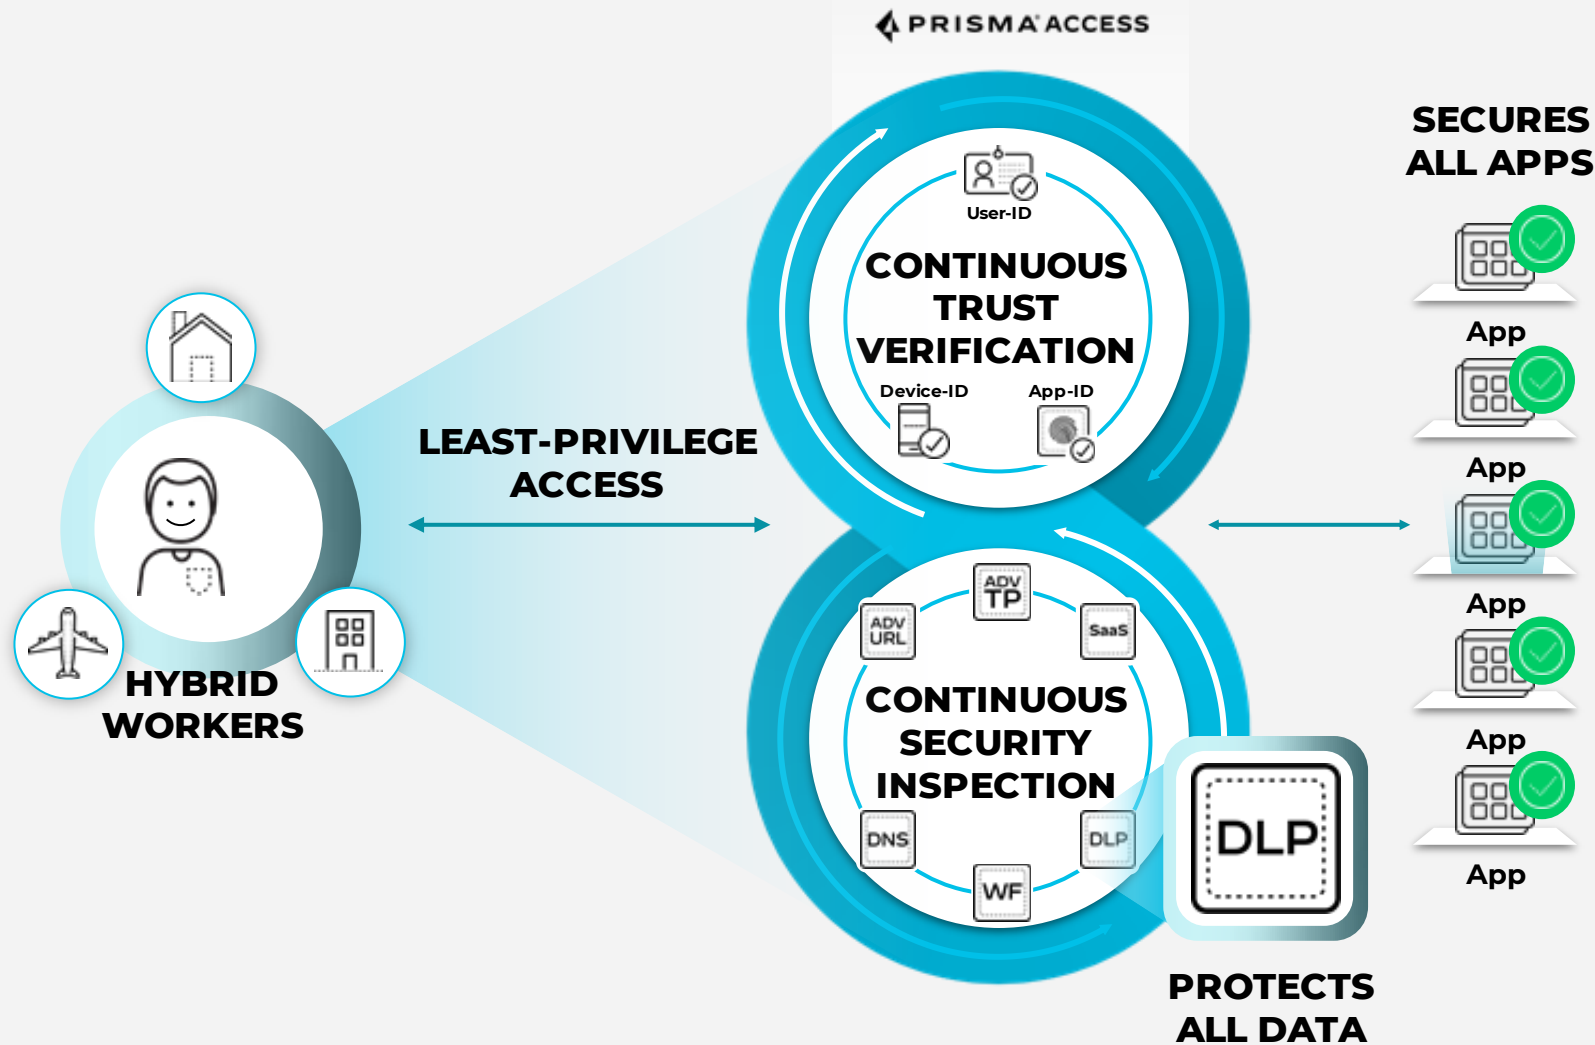 PRISMA ACCESS
SECURES
ALL APPS
User-ID
CONTINUOUS
TRUST
VERIFICATION
Device-ID
App-ID
LEAST-PRIVILEGE
ACCESS
HYBRID
WORKERS
ADV
TP
ADV
URL
SaaS
CONTINUOUS
SECURITY
INSPECTION
DNS
DLP
WF
DLP
PROTECTS
ALL DATA
App
App
App
App
App